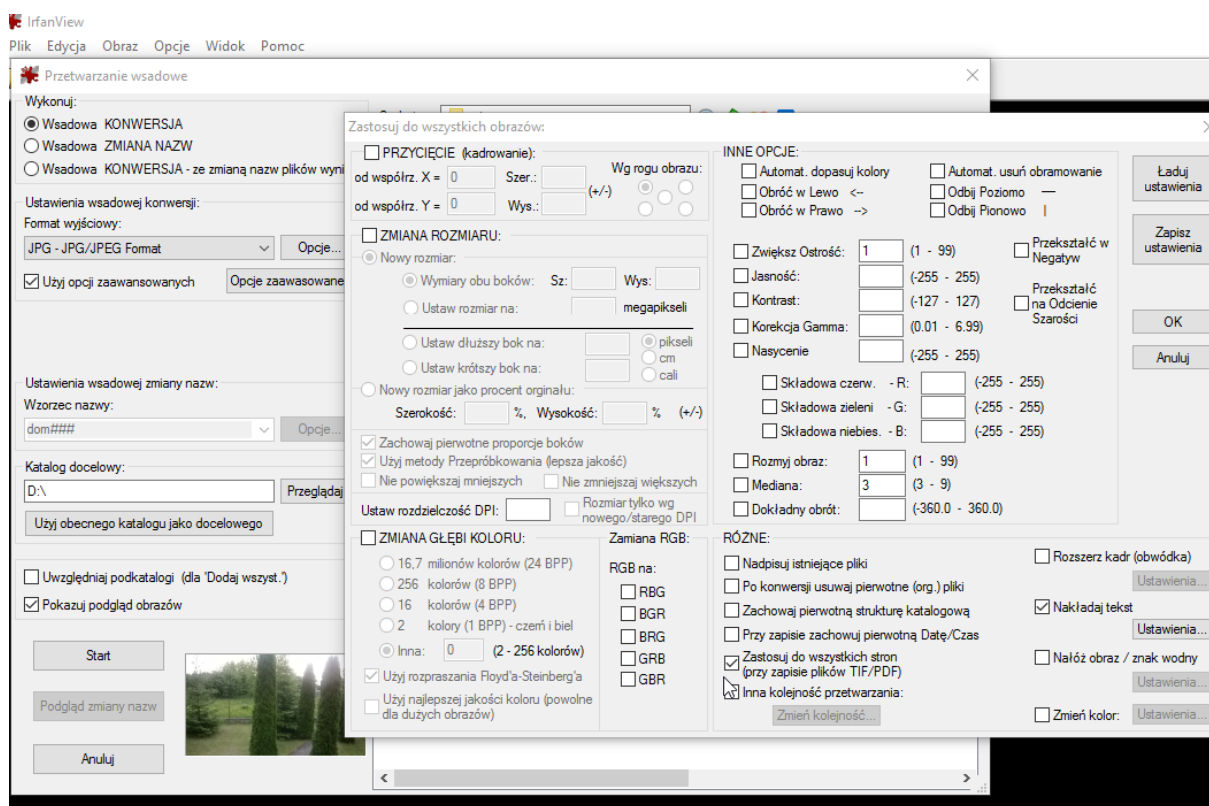 IrfanView
Plik Edycja Obraz Opcje Widok Pomoc
Przetwarzanie wsadowe
Wykonuj:
Wsadowa KONWERSJA
Wsadowa ZMIANA NAZW
Wsadowa KONWERSJA - ze zmianą nazw plików wyni
Ustawienia wsadowej konwersji:
Format wyjściowy:
JPG - JPG/JPEG Format
Opcje...
Użyj opcji zaawansowanych
Opcje zaawasowane
Ustawienia wsadowej zmiany nazw:
Wzorzec nazwy:
dom###
Opcje...
Katalog docelowy:
D:\
Przeglądaj
Użyj obecnego katalogu jako docelowego
Uwzględniaj podkatalogi (dla 'Dodaj wszyst.')
Pokazuj podgląd obrazów
Start
Podgląd zmiany nazw
Anuluj
Zastosuj do wszystkich obrazów:
PRZYCIĘCIE (kadrowanie):
od współrz. X = 0 Szer.:
od współrz. Y = 0 Wys.:
(+/-)
Wg rogu obrazu:
ZMIANA ROZMIARU:
Nowy rozmiar:
Wymiary obu boków: Sz: Wys:
Ustaw rozmiar na: megapikseli
Ustaw dłuższy bok na:
Ustaw krótszy bok na:
pikseli
cm
cali
Nowy rozmiar jako procent orginału:
Szerokość: %, Wysokość: % (+/-)
Zachowaj pierwotne proporcje boków
Użyj metody Przepróbkowania (lepsza jakość)
Nie powiększaj mniejszych Nie zmniejszaj większych
Ustaw rozdzielczość DPI:
Rozmiar tylko wg
nowego/starego DPI
ZMIANA GŁĘBI KOLORU:
16,7 milionów kolorów (24 BPP)
256 kolorów (8 BPP)
16 kolorów (4 BPP)
2 kolory (1 BPP) - czerń i biel
Inna: 0 (2 - 256 kolorów)
Użyj rozpraszania Floyd'a-Steinberg'a
Użyj najlepszej jakości koloru (powolne
dla dużych obrazów)
Zamiana RGB:
RGB na:
RBG
BGR
BRG
GRB
GBR
INNE OPCJE:
Automat. dopasuj kolory
Automat. usuń obramowanie
Obróć w Lewo <--
Odbij Poziomo
Obróć w Prawo -->
Odbij Pionowo
Zwiększ Ostrość: 1 (1 - 99)
Jasność: (-255 - 255)
Kontrast: (-127 - 127)
Korekcja Gamma: (0.01 - 6.99)
Nasycenie (-255 - 255)
Przekształć w
Negatyw
Przekształć
na Odcienie
Szarości
Składowa czerw. - R: (-255 - 255)
Składowa zieleni - G: (-255 - 255)
Składowa niebies. - B: (-255 - 255)
Rozmyj obraz: 1 (1 - 99)
Mediana: 3 (3 - 9)
Dokładny obrót: (-360.0 - 360.0)
RÓŻNE:
Nadpisuj istniejące pliki
Po konwersji usuwaj pierwotne (org.) pliki
Zachowaj pierwotną strukturę katalogową
Przy zapisie zachowuj pierwotną Datę/Czas
Zastosuj do wszystkich stron
(przy zapisie plików TIF/PDF)
Inna kolejność przetwarzania:
Zmień kolejność...
Rozszerz kadr (obwódka)
Ustawienia...
Nakładaj tekst
Ustawienia...
Nałóż obraz / znak wodny
Ustawienia...
Zmień kolor: Ustawienia...
Ładuj
ustawienia
Zapisz
ustawienia
OK
Anuluj